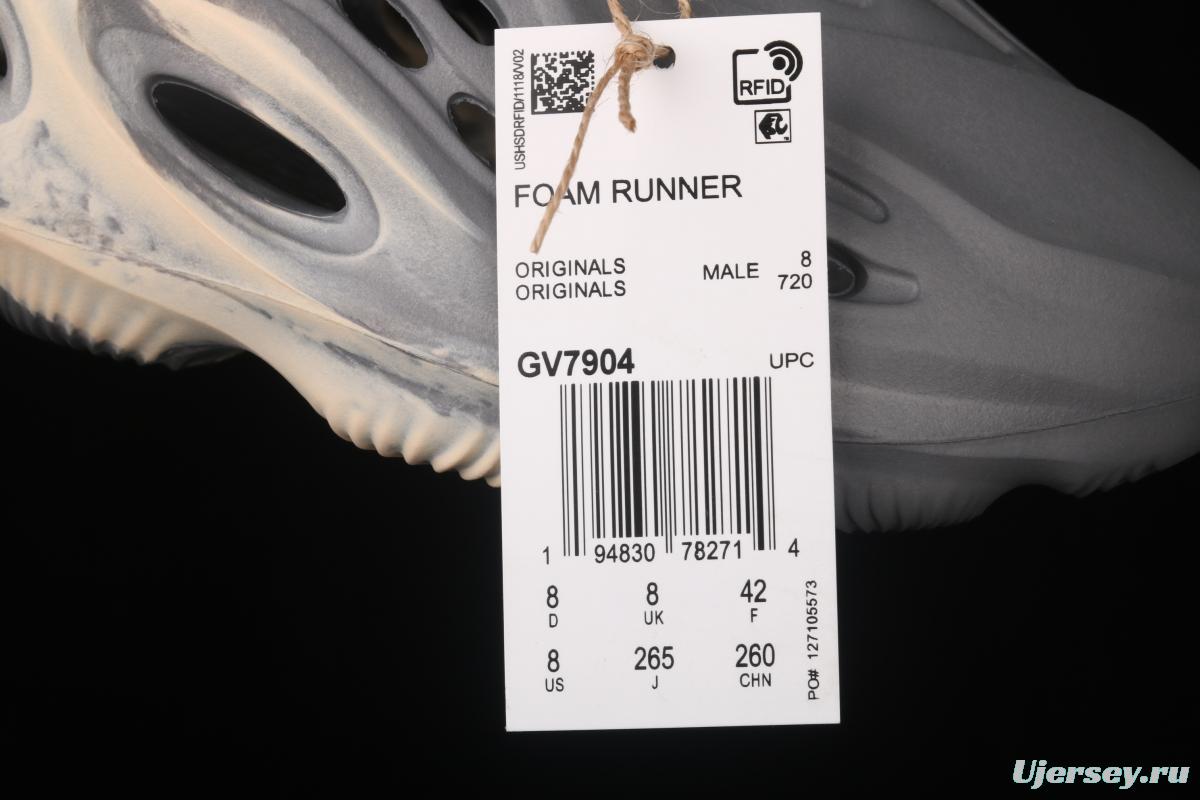 USHSDRFID/1118/V02
RFID
FOAM RUNNER
ORIGINALS
ORIGINALS
MALE 8
720
GV7904 UPC
1 94830 78271 4
8 8 42
D UK F
8 265 260
US J CHN
PO# 127105573
Ujersey.ru